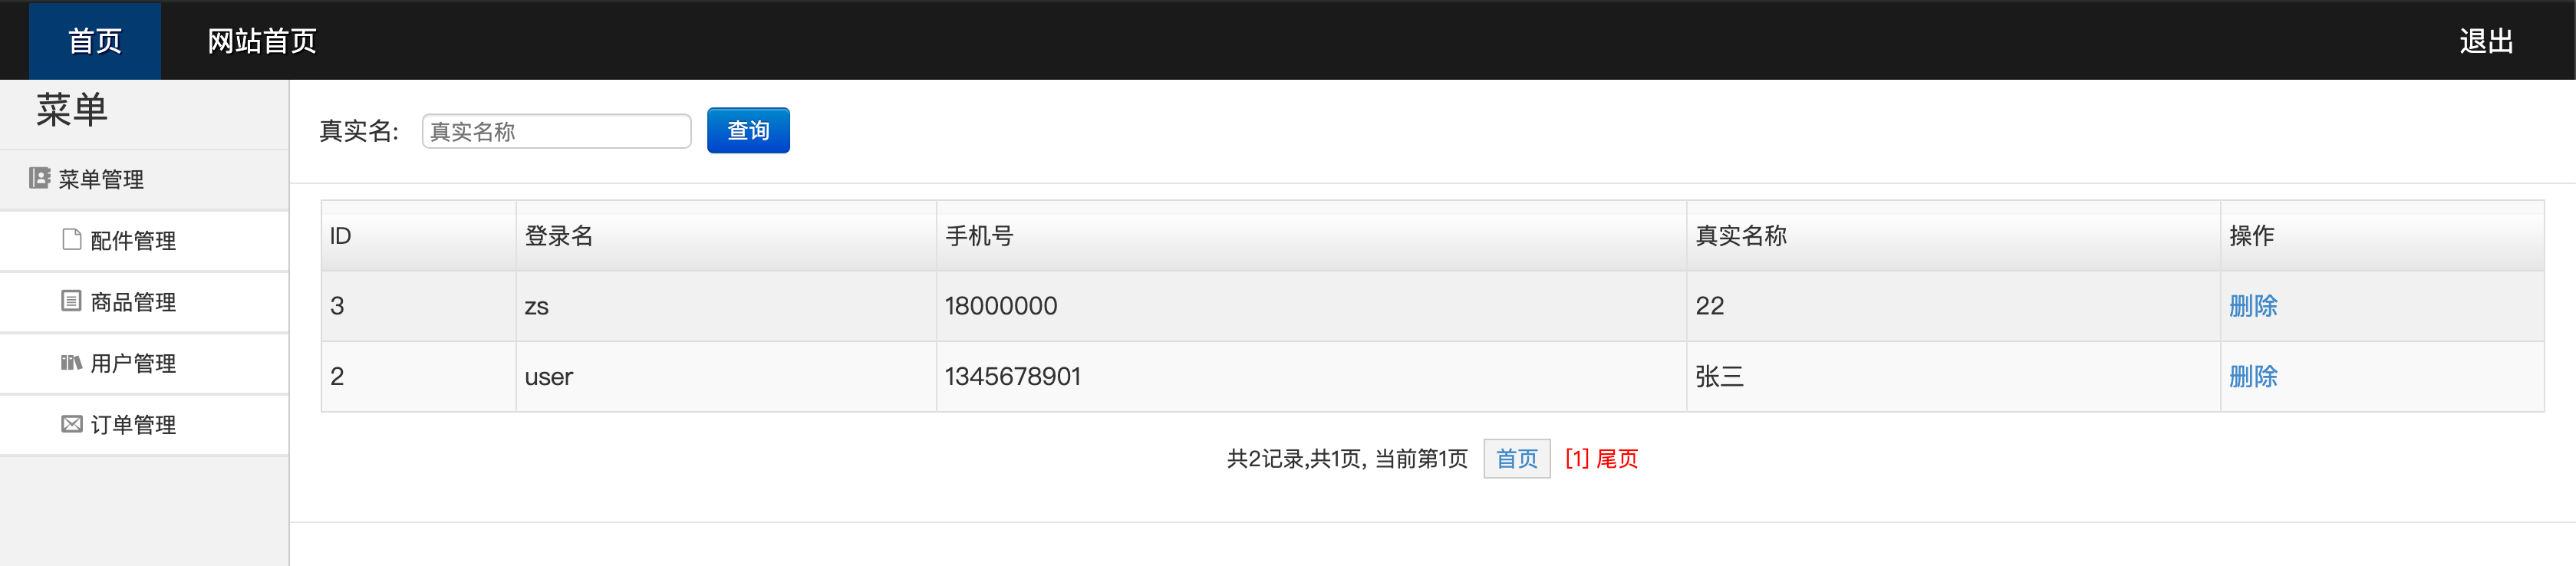 首页 网站首页 退出
菜单
菜单管理
配件管理
商品管理
用户管理
订单管理
真实名: 真实名称 查询
ID 登录名 手机号 真实名称 操作
3 zs 18000000 22 删除
2 user 1345678901 张三 删除
共2记录,共1页, 当前第1页 首页 [1] 尾页